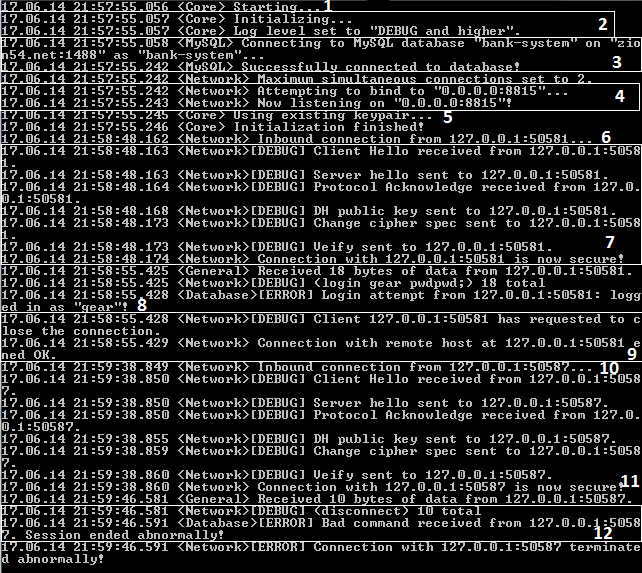 17.06.14 21:57:55.056 <Core> Starting... 1
17.06.14 21:57:55.057 <Core> Initializing...
17.06.14 21:57:55.057 <Core> Log level set to "DEBUG and higher". 2
17.06.14 21:57:55.058 <MySQL> Connecting to MySQL database "bank-system" on "zio
n54.net:1488" as "bank-system"...
17.06.14 21:57:55.242 <MySQL> Successfully connected to database! 3
17.06.14 21:57:55.242 <Network> Maximum simultaneous connections set to 2.
17.06.14 21:57:55.242 <Network> Attempting to bind to "0.0.0.0:8815"...
17.06.14 21:57:55.243 <Network> Now listening on "0.0.0.0:8815"! 4
17.06.14 21:57:55.245 <Core> Using existing keypair... 5
17.06.14 21:57:55.246 <Core> Initialization finished!
17.06.14 21:58:48.162 <Network> Inbound connection from 127.0.0.1:50581... 6
17.06.14 21:58:48.163 <Network>[DEBUG] Client Hello received from 127.0.0.1:5058
1.
17.06.14 21:58:48.163 <Network>[DEBUG] Server hello sent to 127.0.0.1:50581.
17.06.14 21:58:48.164 <Network>[DEBUG] Protocol Acknowledge received from 127.0.
0.1:50581.
17.06.14 21:58:48.168 <Network>[DEBUG] DH public key sent to 127.0.0.1:50581.
17.06.14 21:58:48.173 <Network>[DEBUG] Change cipher spec sent to 127.0.0.1:5058
1.
17.06.14 21:58:48.173 <Network>[DEBUG] Veify sent to 127.0.0.1:50581. 7
17.06.14 21:58:48.174 <Network> Connection with 127.0.0.1:50581 is now secure!
17.06.14 21:58:55.425 <General> Received 18 bytes of data from 127.0.0.1:50581.
17.06.14 21:58:55.425 <Network>[DEBUG] (login gear pwdpwd;) 18 total
17.06.14 21:58:55.428 <Database>[ERROR] Login attempt from 127.0.0.1:50581: logg
ed in as "gear"! 8
17.06.14 21:58:55.428 <Network>[DEBUG] Client 127.0.0.1:50581 has requested to c
lose the connection.
17.06.14 21:58:55.429 <Network> Connection with remote host at 127.0.0.1:50581 e
ned OK. 9
17.06.14 21:59:38.849 <Network> Inbound connection from 127.0.0.1:50587... 10
17.06.14 21:59:38.850 <Network>[DEBUG] Client Hello received from 127.0.0.1:5058
7.
17.06.14 21:59:38.850 <Network>[DEBUG] Server hello sent to 127.0.0.1:50587.
17.06.14 21:59:38.850 <Network>[DEBUG] Protocol Acknowledge received from 127.0.
0.1:50587.
17.06.14 21:59:38.855 <Network>[DEBUG] DH public key sent to 127.0.0.1:50587.
17.06.14 21:59:38.859 <Network>[DEBUG] Change cipher spec sent to 127.0.0.1:5058
7.
17.06.14 21:59:38.860 <Network>[DEBUG] Veify sent to 127.0.0.1:50587.
17.06.14 21:59:38.860 <Network> Connection with 127.0.0.1:50587 is now secure! 11
17.06.14 21:59:46.581 <General> Received 10 bytes of data from 127.0.0.1:50587.
17.06.14 21:59:46.581 <Network>[DEBUG] (disconnect) 10 total
17.06.14 21:59:46.591 <Database>[ERROR] Bad command received from 127.0.0.1:5058
7. Session ended abnormally! 12
17.06.14 21:59:46.591 <Network>[ERROR] Connection with 127.0.0.1:50587 terminate
d abnormally!